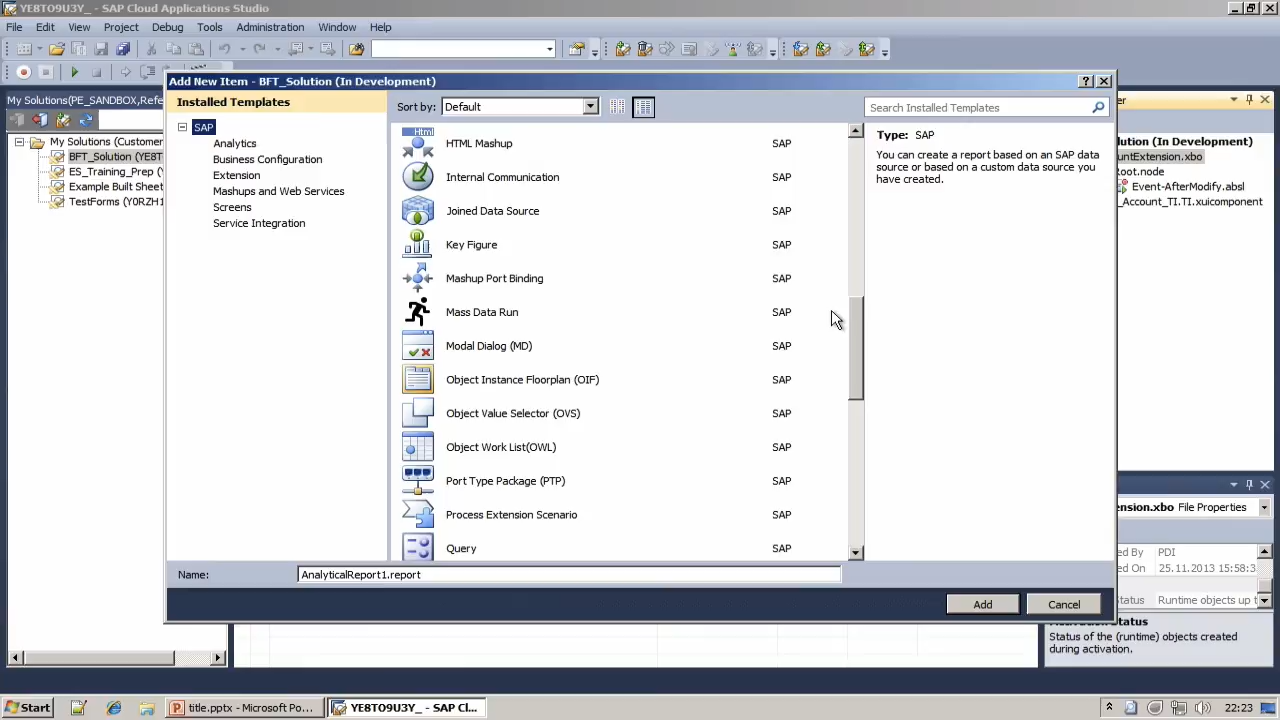 YE8TO9U3Y_ - SAP Cloud Applications Studio
File Edit View Project Debug Tools Administration Window Help
Add New Item - BFT_Solution (In Development)
Installed Templates
Sort by: Default
Search Installed Templates
SAP
Analytics
Business Configuration
Extension
Mashups and Web Services
Screens
Service Integration
Html
HTML Mashup SAP
Internal Communication SAP
Joined Data Source SAP
Key Figure SAP
Mashup Port Binding SAP
Mass Data Run SAP
Modal Dialog (MD) SAP
Object Instance Floorplan (OIF) SAP
Object Value Selector (OVS) SAP
Object Work List(OWL) SAP
Port Type Package (PTP) SAP
Process Extension Scenario SAP
Query SAP
Type: SAP
You can create a report based on an SAP data
source or based on a custom data source you
have created.
Name: AnalyticalReport1.report
Add Cancel
My Solutions(PE_SANDBOX,Refe
My Solutions (Customer
BFT_Solution (YE8T
ES_Training_Prep (
Example Built Sheet
TestForms (Y0RZH1
er
lution (In Development)
untExtension.xbo
Root.node
Event-AfterModify.absl
_Account_TI.TI.xuicomponent
ension.xbo File Properties
ed By PDI
ed On 25.11.2013 15:58:3
tatus Runtime objects up t
Activation Status
Status of the (runtime) objects created
during activation.
Start
title.pptx - Microsoft Po...
YE8TO9U3Y_ - SAP Cl...
22:23